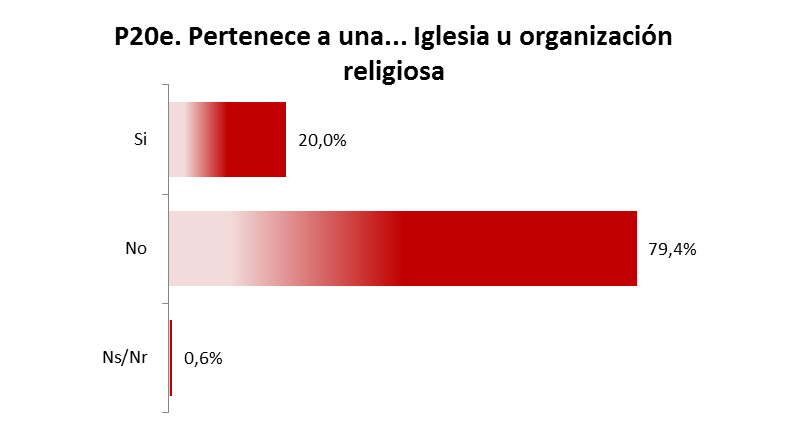 P20e. Pertenece a una... Iglesia u organización
religiosa
Si
20,0%
No
79,4%
Ns/Nr
0,6%